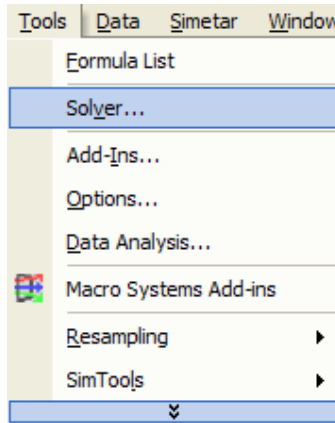 Tools Data Simetar Window
Formula List
Solver...
Add-Ins...
Options...
Data Analysis...
Macro Systems Add-ins
Resampling
SimTools